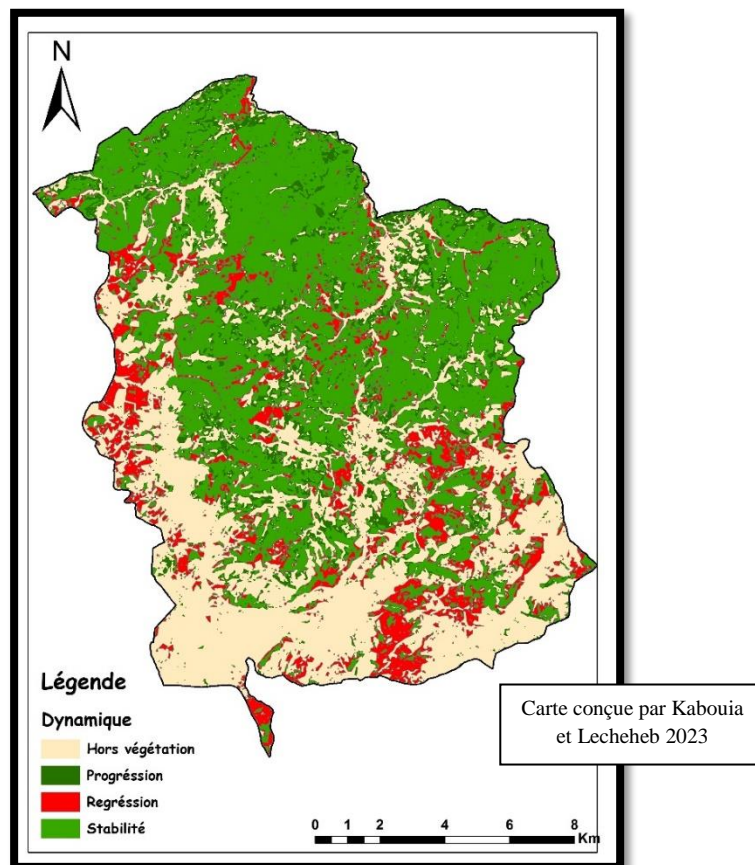 N
Légende
Dynamique
Hors végétation
Progréssion
Regréssion
Stabilité
0 1 2 4 6 8
Km
Carte conçue par Kabouia
et Lecheheb 2023